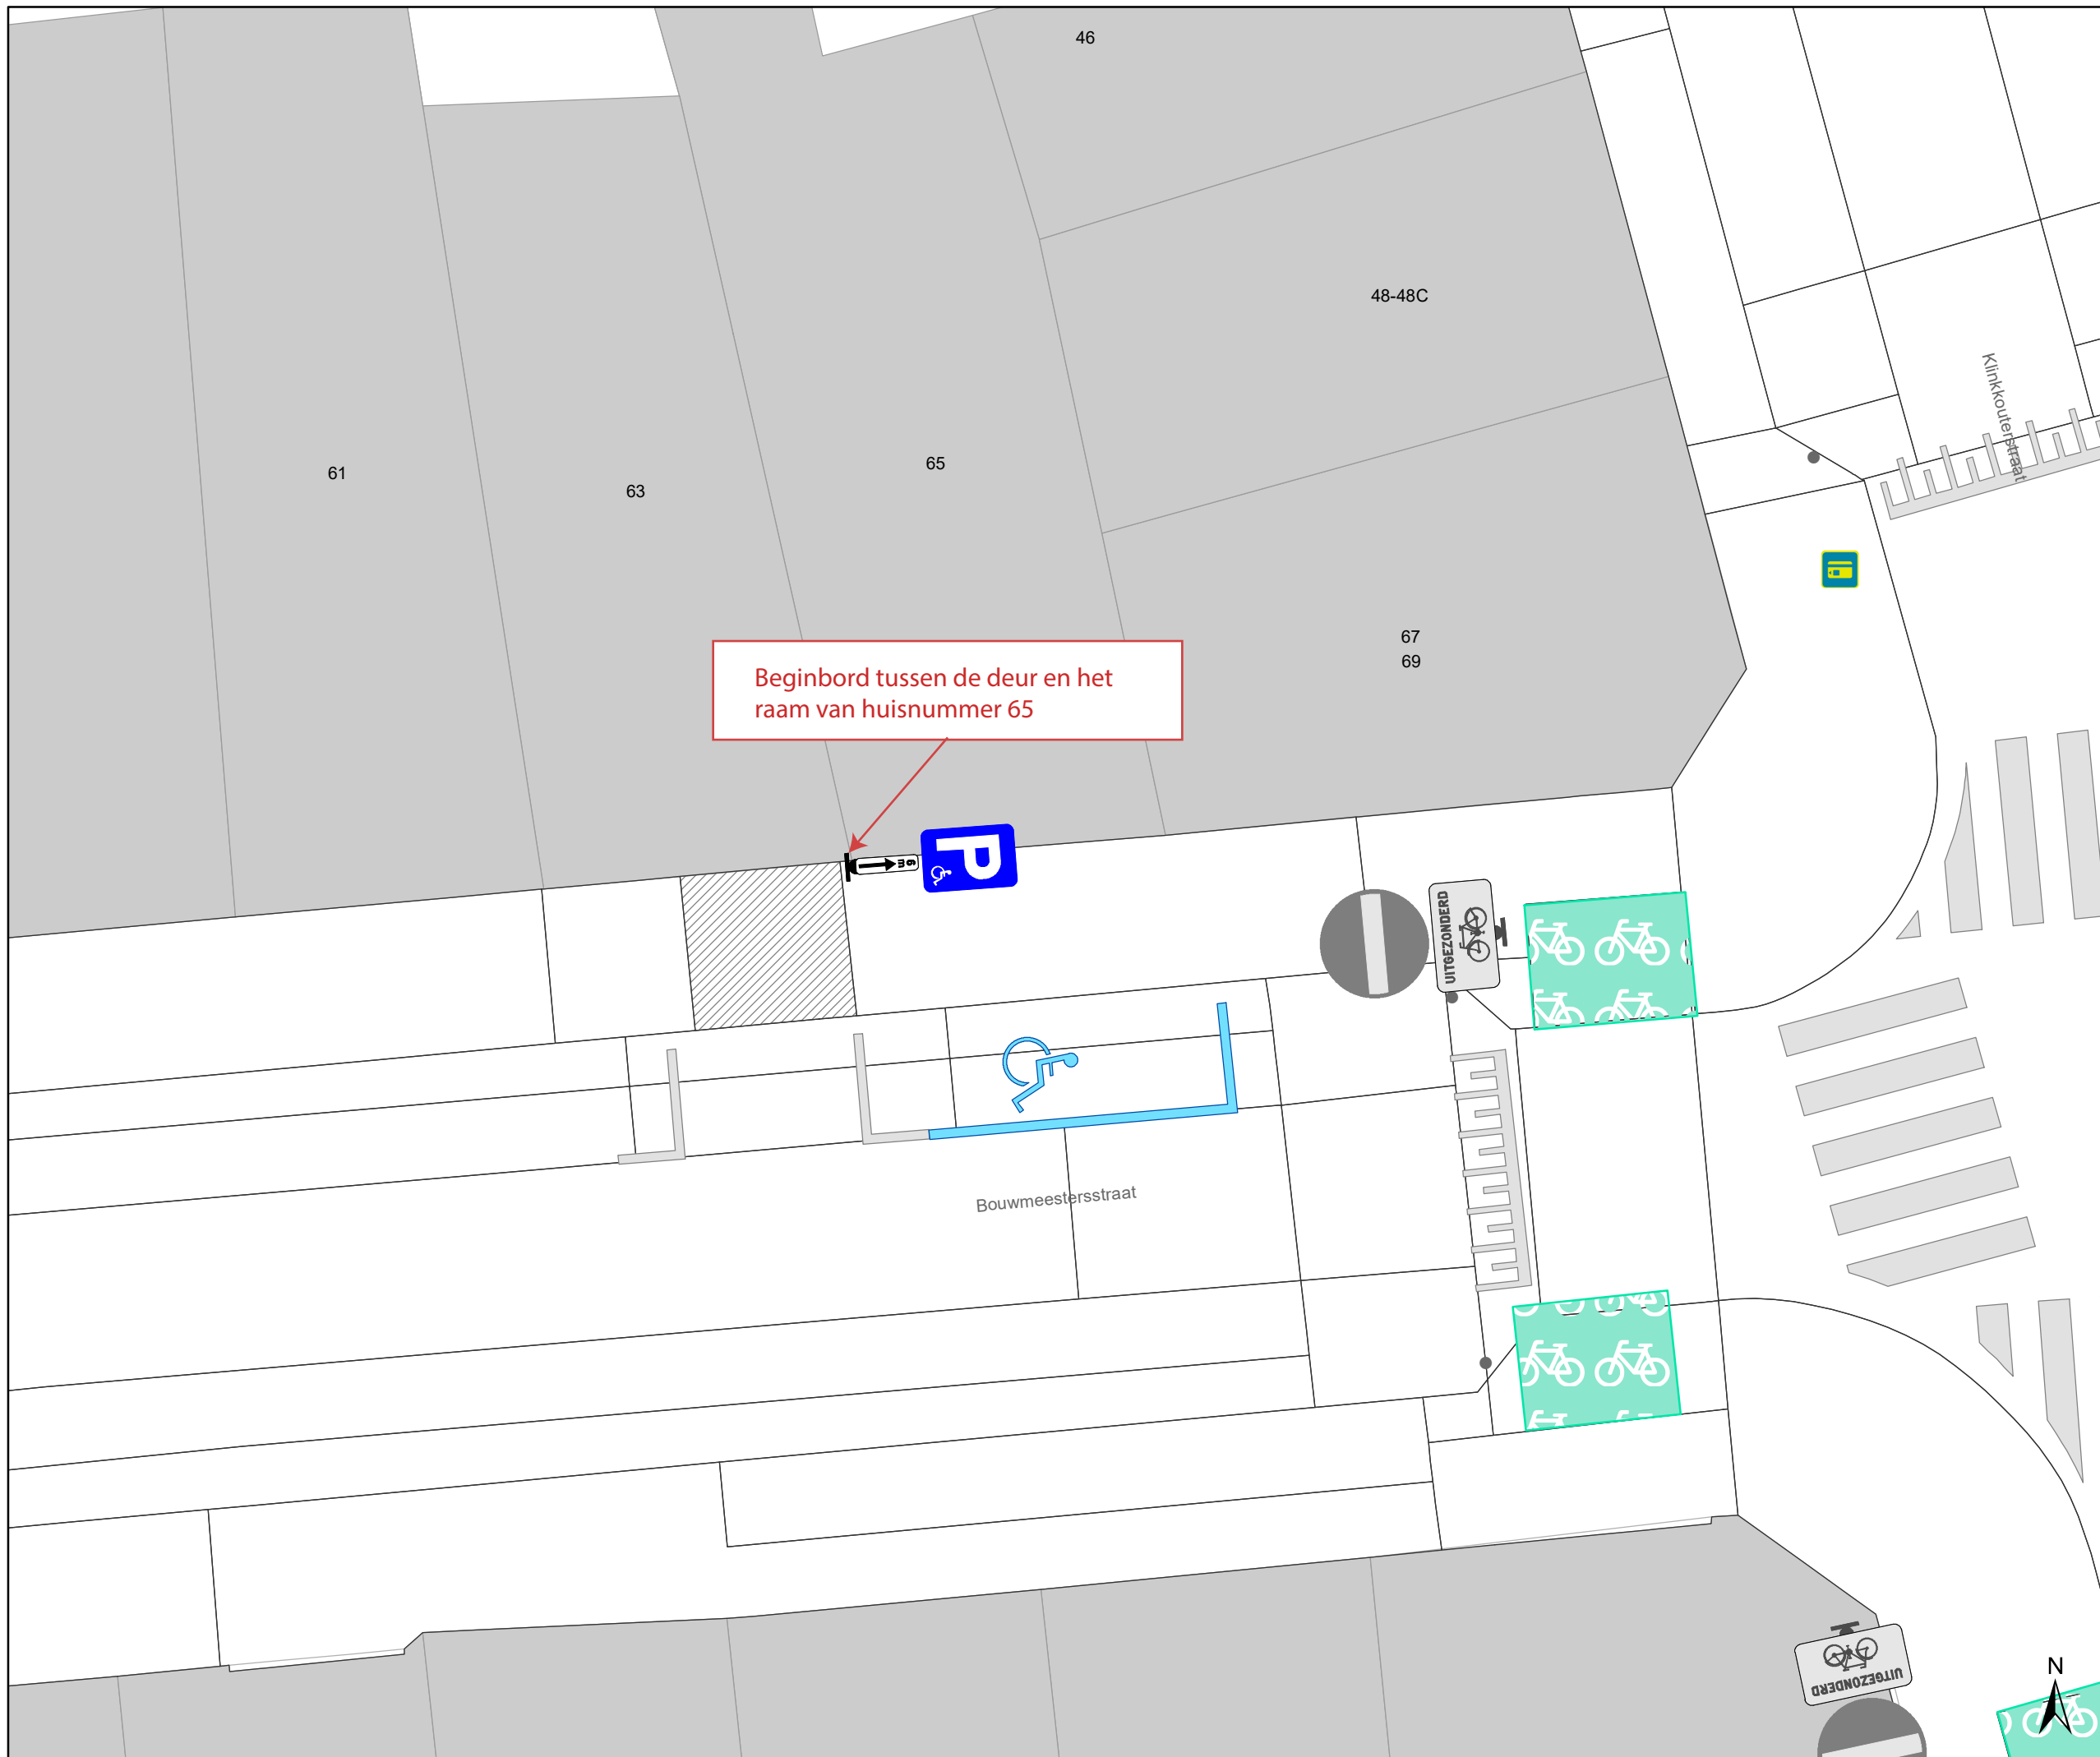 46
48-48C
Klinkkouterstraat
61
63
65
67
69
Beginbord tussen de deur en het
raam van huisnummer 65
6 m
P
UITGEZONDERD
Bouwmeestersstraat
UITGEZONDERD
N